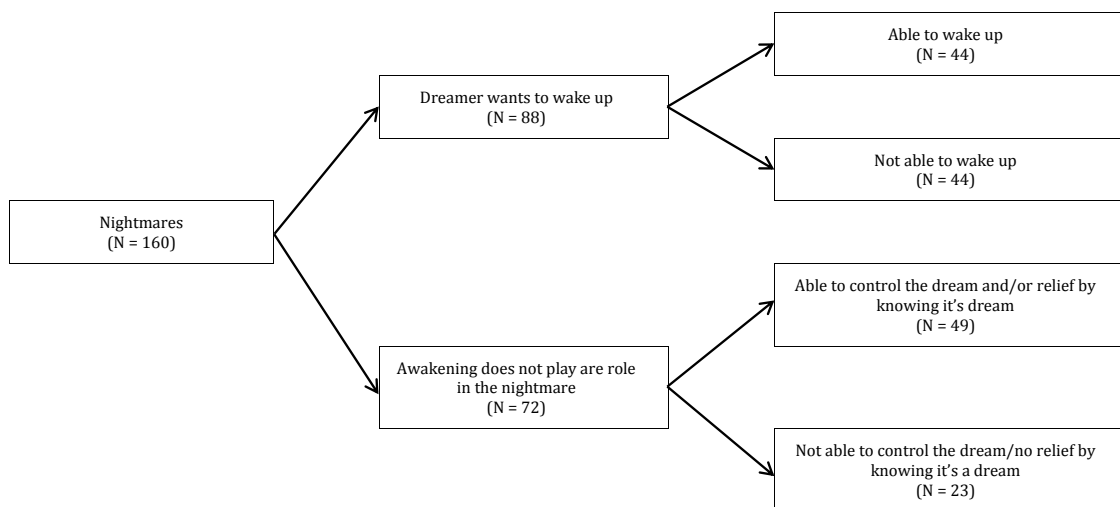 Nightmares
(N = 160)
Dreamer wants to wake up
(N = 88)
Awakening does not play are role
in the nightmare
(N = 72)
Able to wake up
(N = 44)
Not able to wake up
(N = 44)
Able to control the dream and/or relief by
knowing it’s dream
(N = 49)
Not able to control the dream/no relief by
knowing it’s a dream
(N = 23)